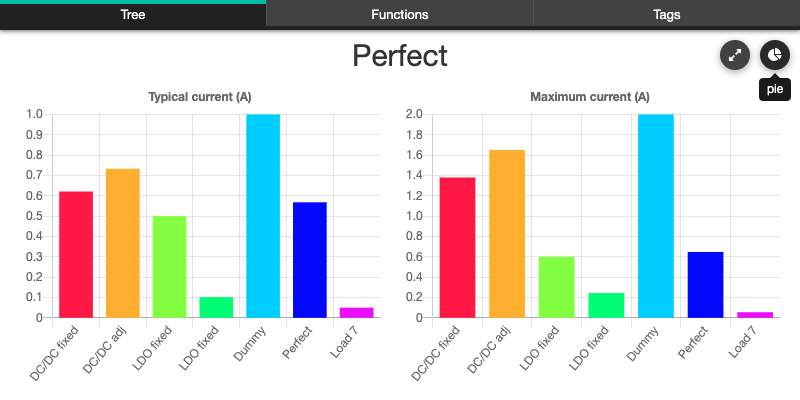 Tree
Functions
Tags
Perfect
pie
Typical current (A)
1.0
0.9
0.8
0.7
0.6
0.5
0.4
0.3
0.2
0.1
0
DC/DC fixed
DC/DC adj
LDO fixed
LDO fixed
Dummy
Perfect
Load 7
Maximum current (A)
2.0
1.8
1.6
1.4
1.2
1.0
0.8
0.6
0.4
0.2
0
DC/DC fixed
DC/DC adj
LDO fixed
LDO fixed
Dummy
Perfect
Load 7